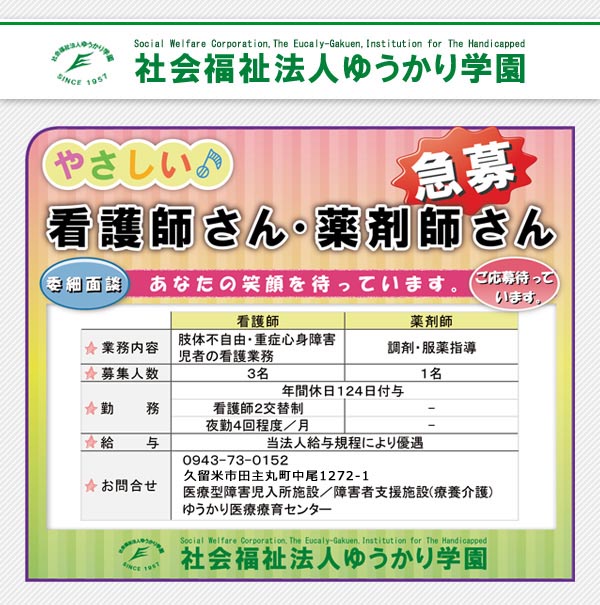 Social Welfare Corporation,The Eucaly-Gakuen,Institution for The Handicapped
社会福祉法人ゆうかり学園
SINCE 1957
社会福祉法人ゆうかり学園
やさしい♪
急募
看護師さん・薬剤師さん
委細面談
あなたの笑顔を待っています。
ご応募待って
います。
看護師 薬剤師
業務内容 肢体不自由・重症心身障害
児者の看護業務 調剤・服薬指導
募集人数 3名 1名
勤務 年間休日124日付与
看護師2交替制 -
夜勤4回程度／月 -
給与 当法人給与規程により優遇
お問合せ 0943-73-0152
久留米市田主丸町中尾1272-1
医療型障害児入所施設／障害者支援施設(療養介護)
ゆうかり医療療育センター
社会福祉法人ゆうかり学園
SINCE 1957
Social Welfare Corporation,The Eucaly-Gakuen,Institution for The Handicapped
社会福祉法人ゆうかり学園